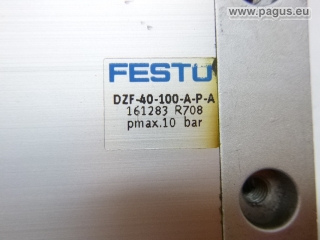 © www.pagus.eu
FESTO
DZF-40-100-A-P-A
161283 R708
pmax.10 bar